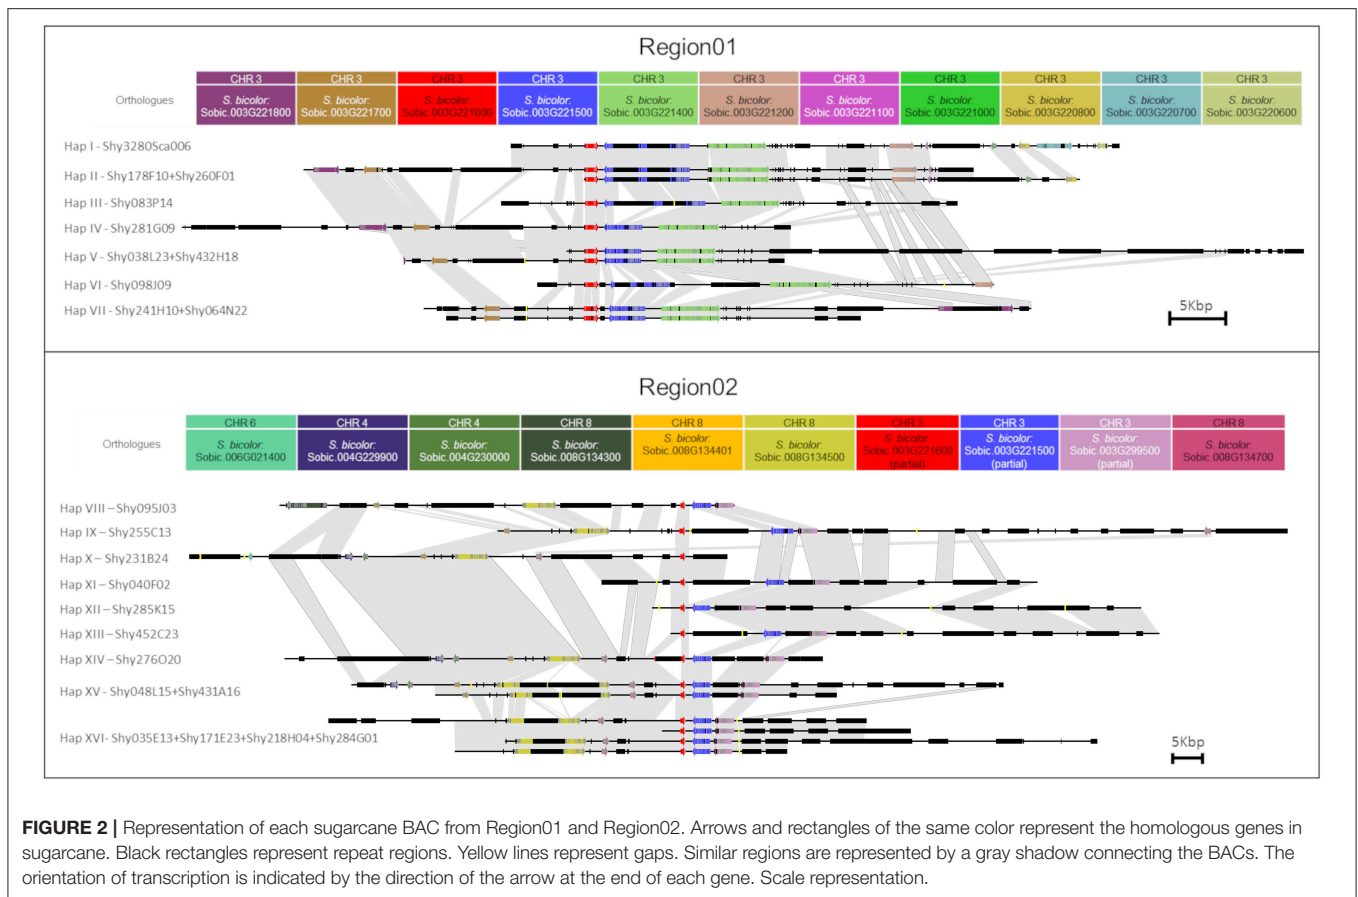 Region01
Orthologues
CHR 3 CHR 3 CHR 3 CHR 3 CHR 3 CHR 3 CHR 3 CHR 3 CHR 3 CHR 3 CHR 3
S. bicolor: S. bicolor: S. bicolor: S. bicolor: S. bicolor: S. bicolor: S. bicolor: S. bicolor: S. bicolor: S. bicolor: S. bicolor:
Sobic.003G221800 Sobic.003G221700 Sobic.003G221600 Sobic.003G221500 Sobic.003G221400 Sobic.003G221200 Sobic.003G221100 Sobic.003G221000 Sobic.003G220800 Sobic.003G220700 Sobic.003G220600
Hap I - Shy3280Sca006
Hap II - Shy178F10+Shy260F01
Hap III - Shy083P14
Hap IV - Shy281G09
Hap V - Shy038L23+Shy432H18
Hap VI - Shy098J09
Hap VII - Shy241H10+Shy064N22
5Kbp
Region02
Orthologues
CHR 6 CHR 4 CHR 4 CHR 8 CHR 8 CHR 8 CHR 3 CHR 3 CHR 3 CHR 8
S. bicolor: S. bicolor: S. bicolor: S. bicolor: S. bicolor: S. bicolor: S. bicolor: S. bicolor: S. bicolor: S. bicolor:
Sobic.006G021400 Sobic.004G229900 Sobic.004G230000 Sobic.008G134300 Sobic.008G134401 Sobic.008G134500 Sobic.003G221600 Sobic.003G221500 Sobic.003G299500 Sobic.008G134700
(partial) (partial) (partial)
Hap VIII – Shy095J03
Hap IX – Shy255C13
Hap X – Shy231B24
Hap XI – Shy040F02
Hap XII – Shy285K15
Hap XIII – Shy452C23
Hap XIV – Shy276O20
Hap XV - Shy048L15+Shy431A16
Hap XVI- Shy035E13+Shy171E23+Shy218H04+Shy284G01
5Kbp
FIGURE 2 | Representation of each sugarcane BAC from Region01 and Region02. Arrows and rectangles of the same color represent the homologous genes in
sugarcane. Black rectangles represent repeat regions. Yellow lines represent gaps. Similar regions are represented by a gray shadow connecting the BACs. The
orientation of transcription is indicated by the direction of the arrow at the end of each gene. Scale representation.